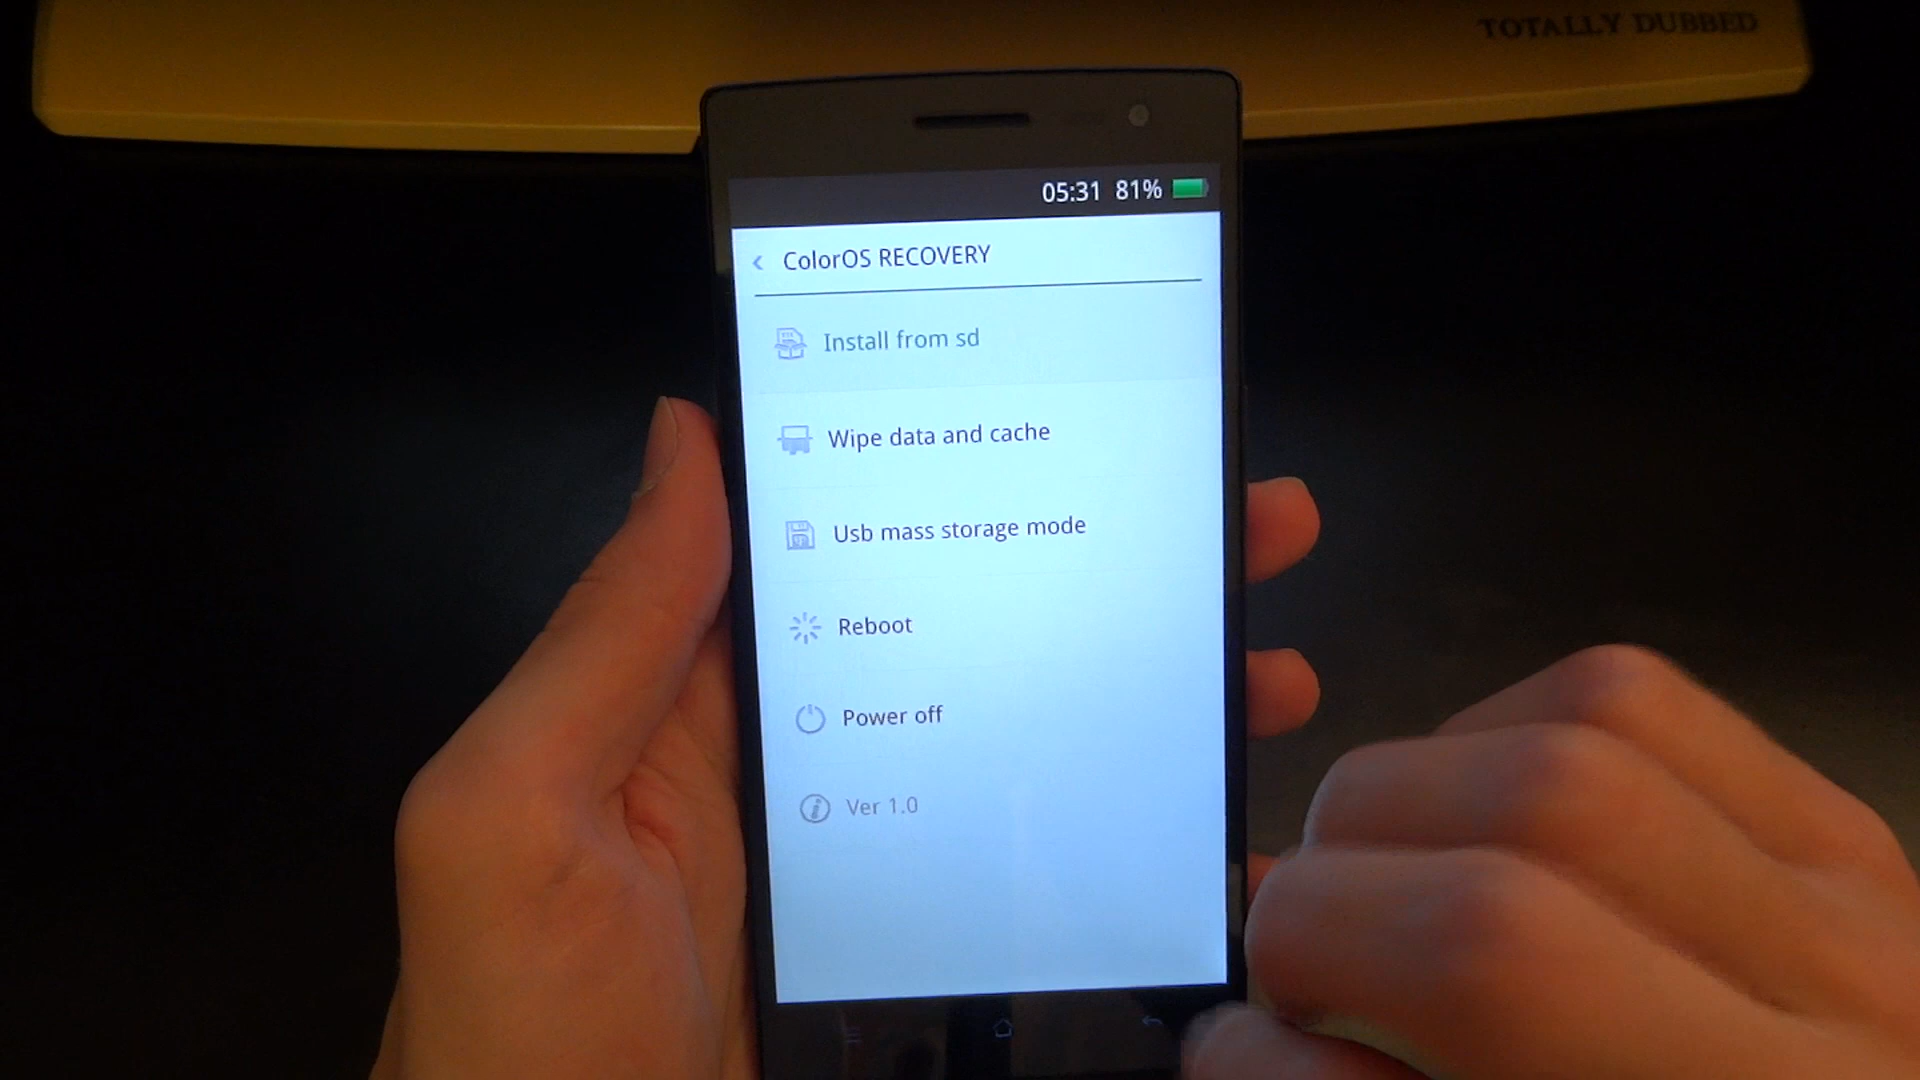 TOTALLY DUBBED
05:31 81%
ColorOS RECOVERY
Install from sd
Wipe data and cache
Usb mass storage mode
Reboot
Power off
Ver 1.0